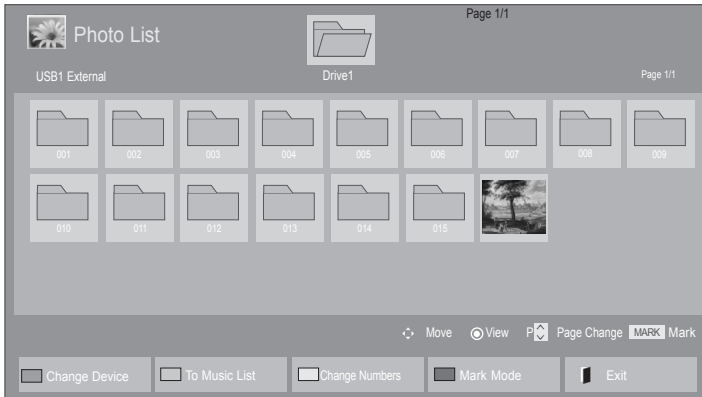 Page 1/1
Photo List
USB1 External
Drive1
Page 1/1
001 002 003 004 005 006 007 008 009
010 011 012 013 014 015
Move View P Page Change MARK Mark
Change Device To Music List Change Numbers Mark Mode Exit